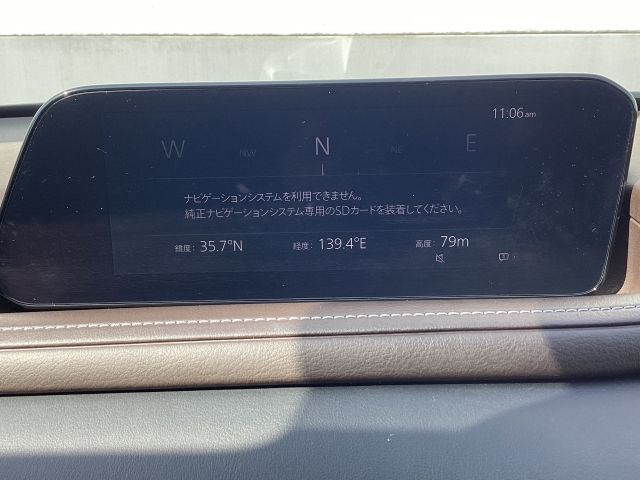 11:06am
W NW N NE E
ナビゲーションシステムを利用できません。
純正ナビゲーションシステム専用のSDカードを装着してください。
緯度: 35.7°N 経度: 139.4°E 高度: 79m